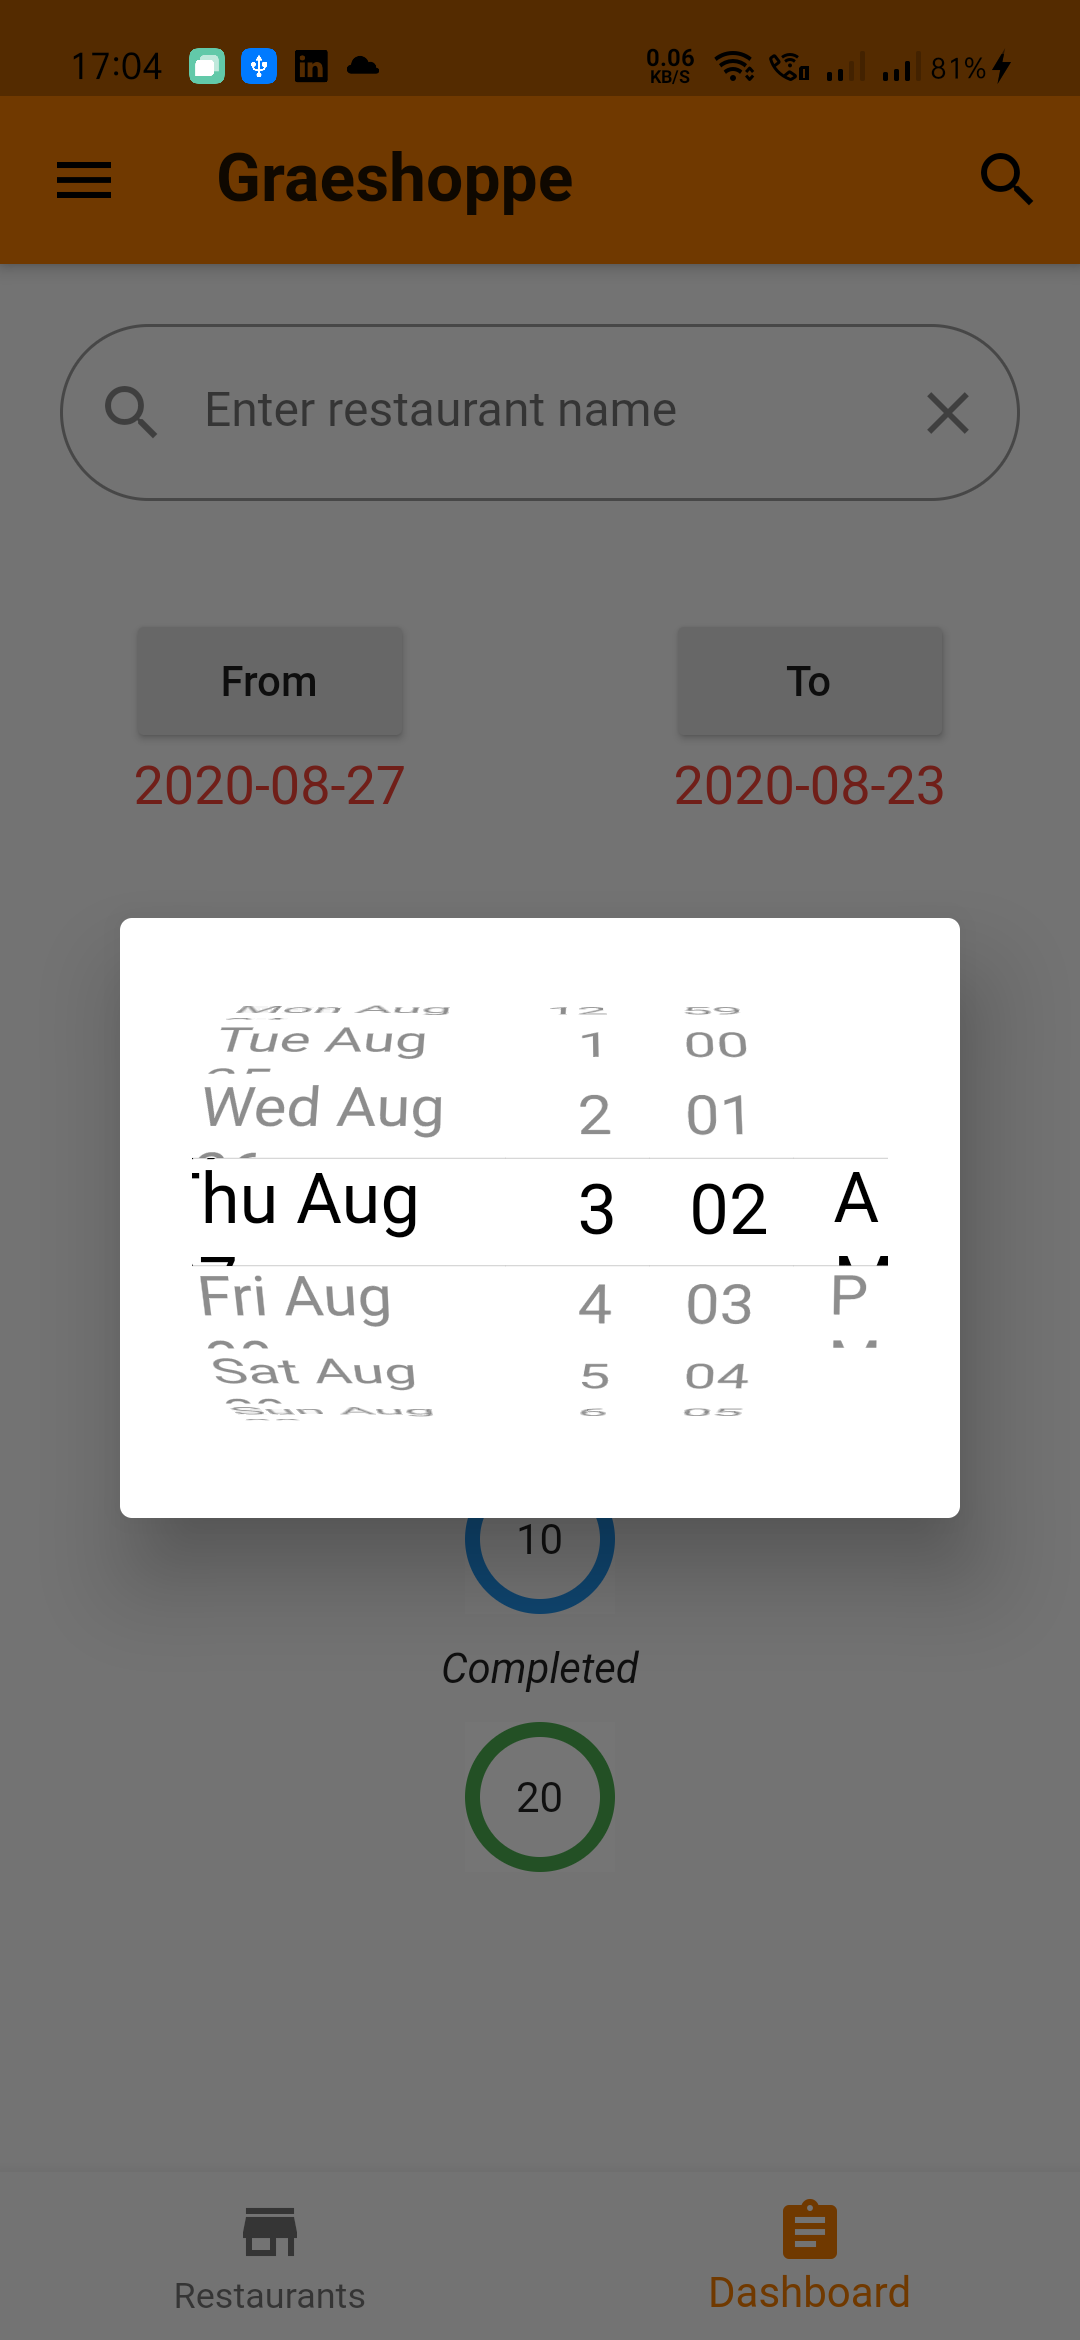 17:04 0.06 KB/S 81%
Graeshoppe
Enter restaurant name
From To
2020-08-27 2020-08-23
Mon Aug 12 59
Tue Aug 1 00
Wed Aug 2 01
hu Aug 3 02 A
Fri Aug 4 03 P
Sat Aug 5 04
Sun Aug 6 05
10
Completed
20
Restaurants Dashboard